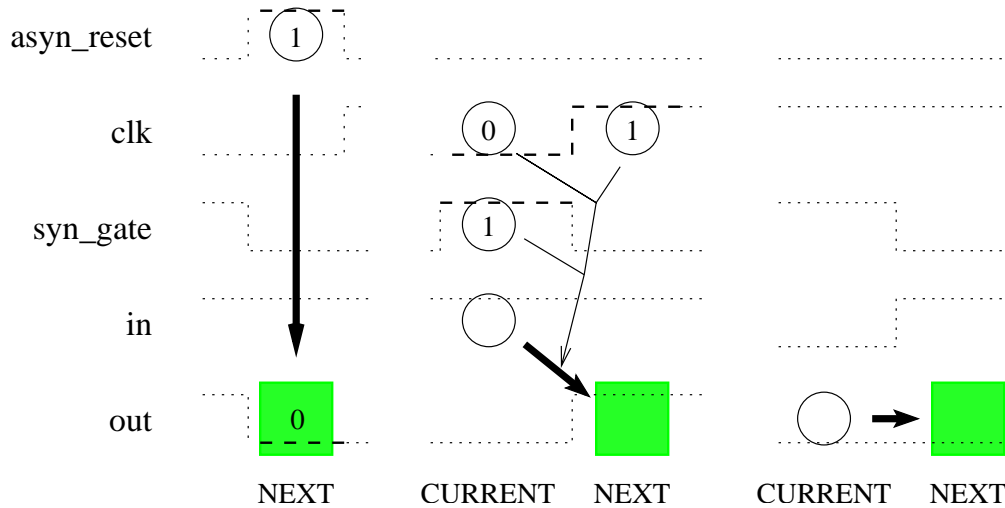 asyn_reset 1
clk 0 1
syn_gate 1
in
out 0
NEXT CURRENT NEXT CURRENT NEXT